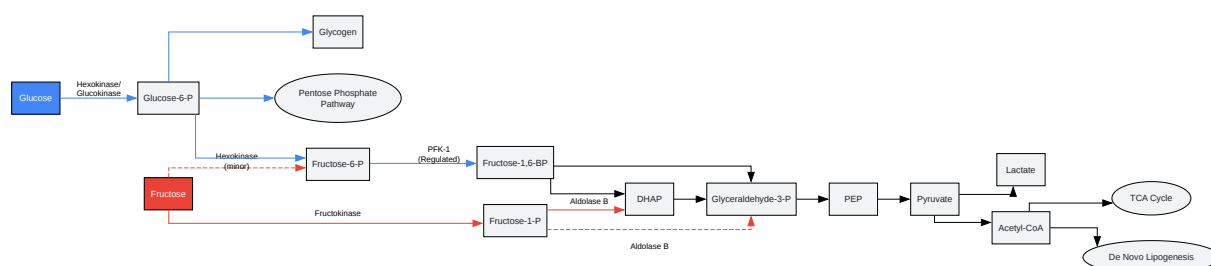 Glycogen
Hexokinase/
Glucokinase
Glucose
Glucose-6-P
Pentose Phosphate
Pathway
PFK-1
(Regulated)
Hexokinase
(minor)
Fructose-6-P
Fructose-1,6-BP
Lactate
Fructose
DHAP
Glyceraldehyde-3-P
PEP
Pyruvate
TCA Cycle
Aldolase B
Fructokinase
Fructose-1-P
Acetyl-CoA
Aldolase B
De Novo Lipogenesis